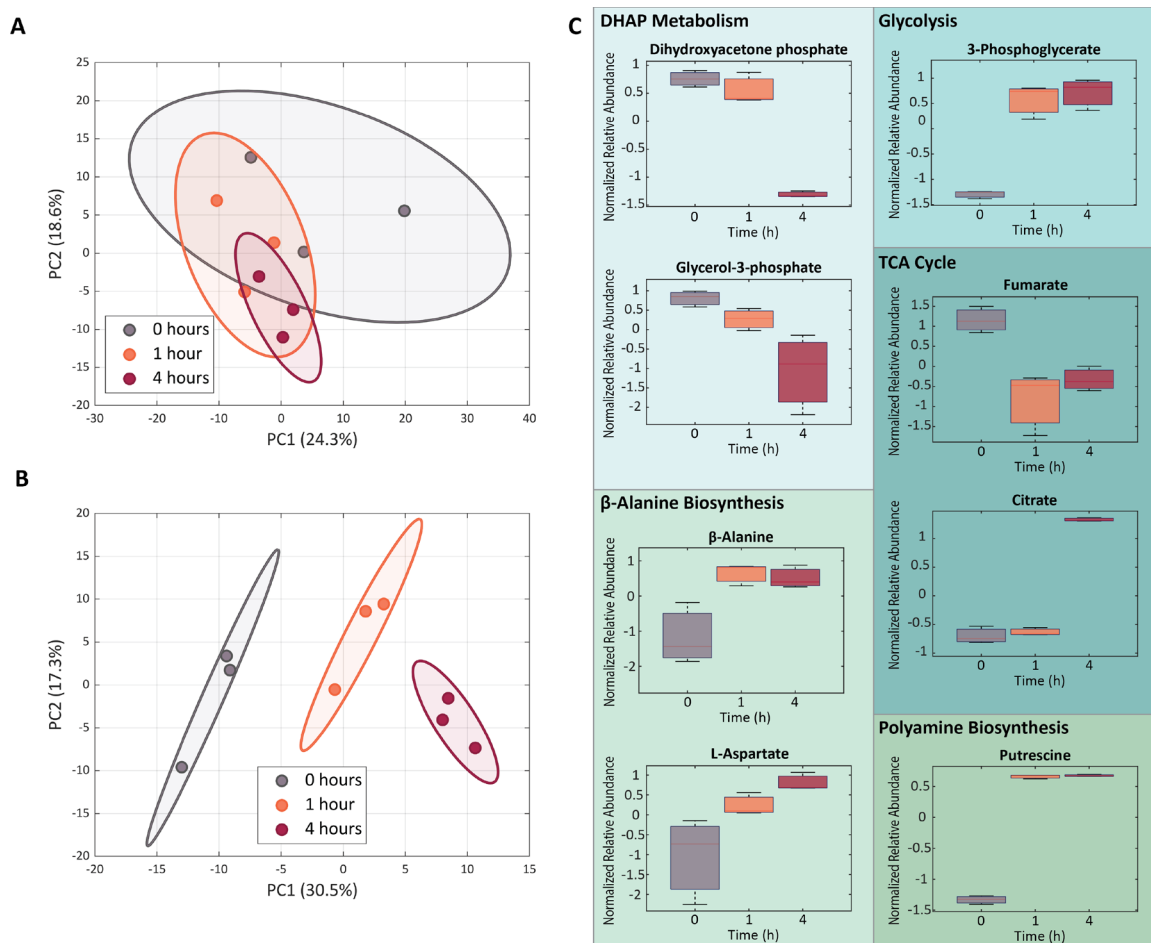 A
25
20
15
10
5
0
-5
-10
-15
-20
PC2 (18.6%)
0 hours
1 hour
4 hours
-30
-20
-10
0
10
20
30
40
PC1 (24.3%)
B
20
15
10
5
0
-5
-10
-15
-20
PC2 (17.3%)
0 hours
1 hour
4 hours
-20
-15
-10
-5
0
5
10
15
PC1 (30.5%)
C
DHAP Metabolism
Dihydroxyacetone phosphate
Normalized Relative Abundance
1
0.5
0
-0.5
-1
-1.5
0 1 4
Time (h)
Glycerol-3-phosphate
Normalized Relative Abundance
1
0.5
0
-0.5
-1
-1.5
-2
0 1 4
Time (h)
β-Alanine Biosynthesis
β-Alanine
Normalized Relative Abundance
1
0
-1
-2
0 1 4
Time (h)
L-Aspartate
Normalized Relative Abundance
1
0.5
0
-0.5
-1
-1.5
-2
0 1 4
Time (h)
Glycolysis
3-Phosphoglycerate
Normalized Relative Abundance
1
0.5
0
-0.5
-1
-1.5
0 1 4
Time (h)
TCA Cycle
Fumarate
Normalized Relative Abundance
1.5
1
0.5
0
-0.5
-1
-1.5
0 1 4
Time (h)
Citrate
Normalized Relative Abundance
1
0.5
0
-0.5
-1
0 1 4
Time (h)
Polyamine Biosynthesis
Putrescine
Normalized Relative Abundance
0.5
0
-0.5
-1
-1.5
0 1 4
Time (h)